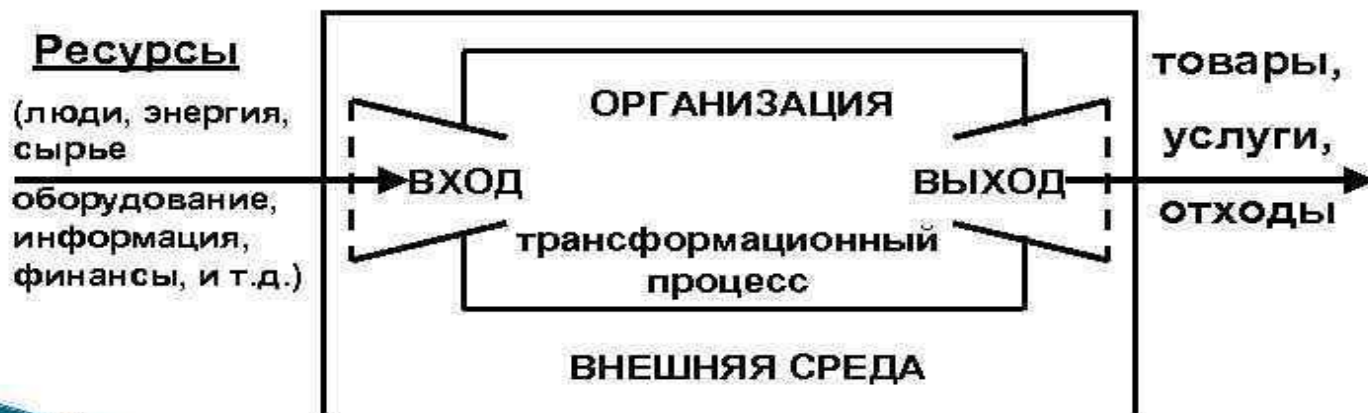 Ресурсы
(люди, энергия,
сырье
оборудование,
информация,
финансы, и т.д.)
ОРГАНИЗАЦИЯ
ВХОД
ВЫХОД
трансформационный
процесс
ВНЕШНЯЯ СРЕДА
товары,
услуги,
отходы